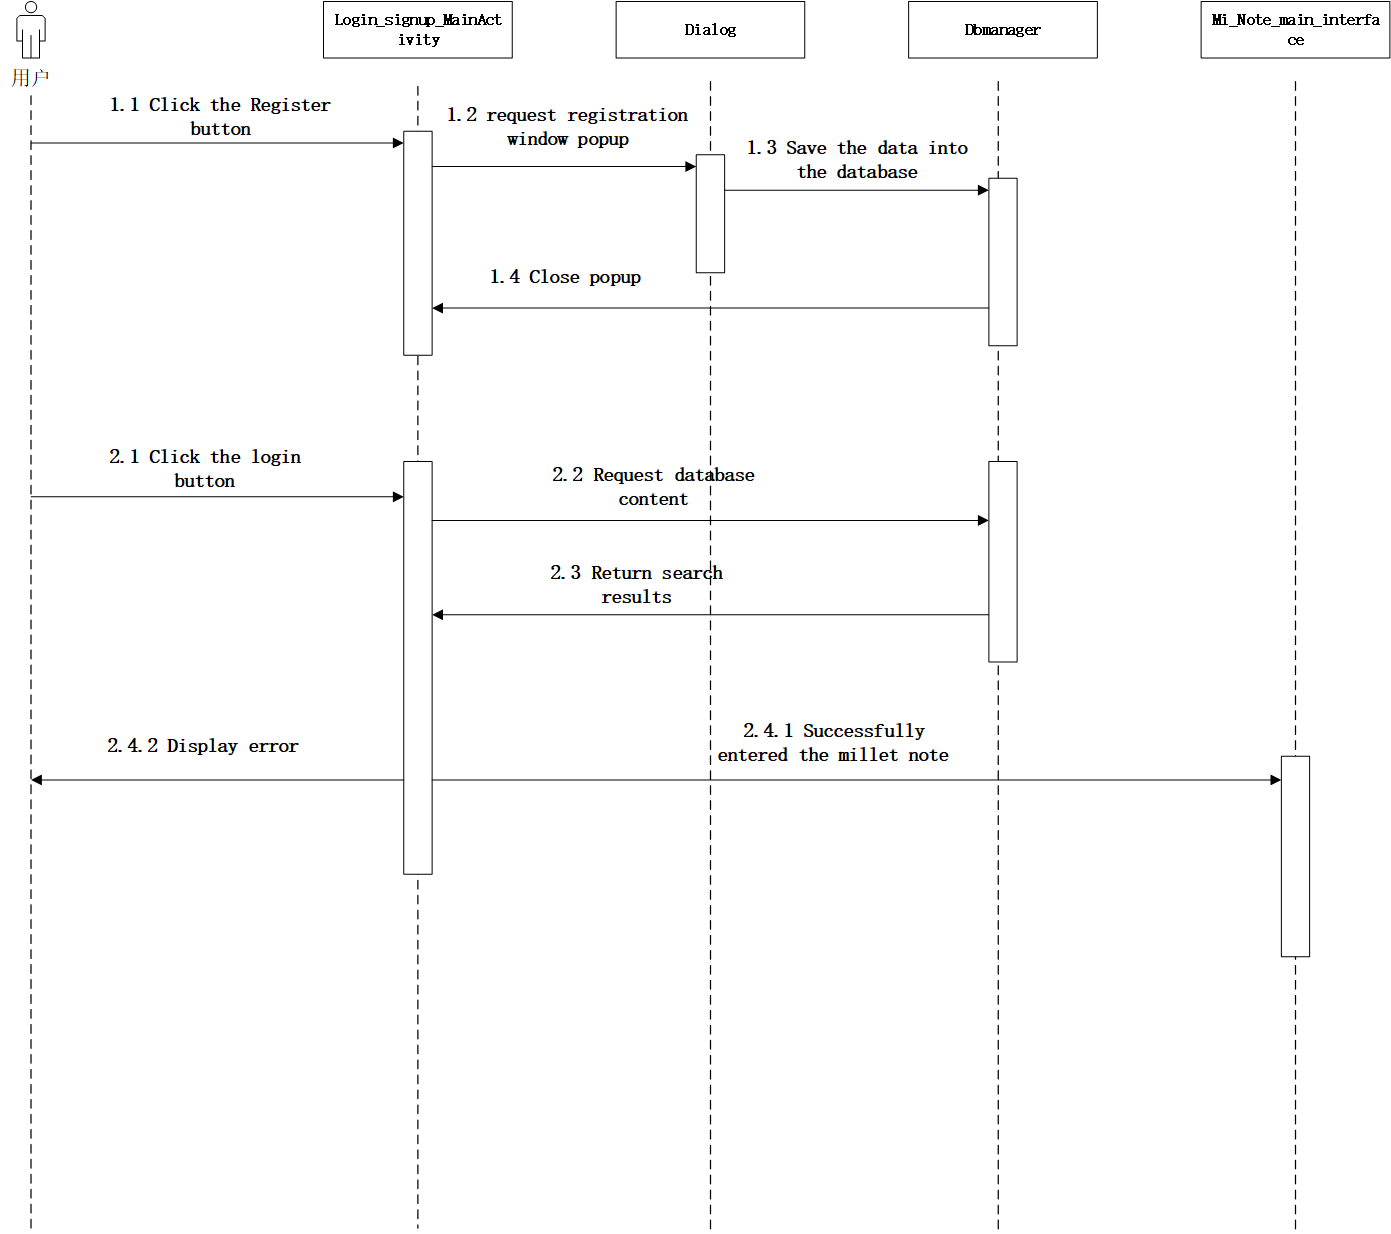 Login_signup_MainAct
ivity
Dialog
Dbmanager
Mi_Note_main_interfa
ce
用户
1.1 Click the Register
button
1.2 request registration
window popup
1.3 Save the data into
the database
1.4 Close popup
2.1 Click the login
button
2.2 Request database
content
2.3 Return search
results
2.4.2 Display error
2.4.1 Successfully
entered the millet note